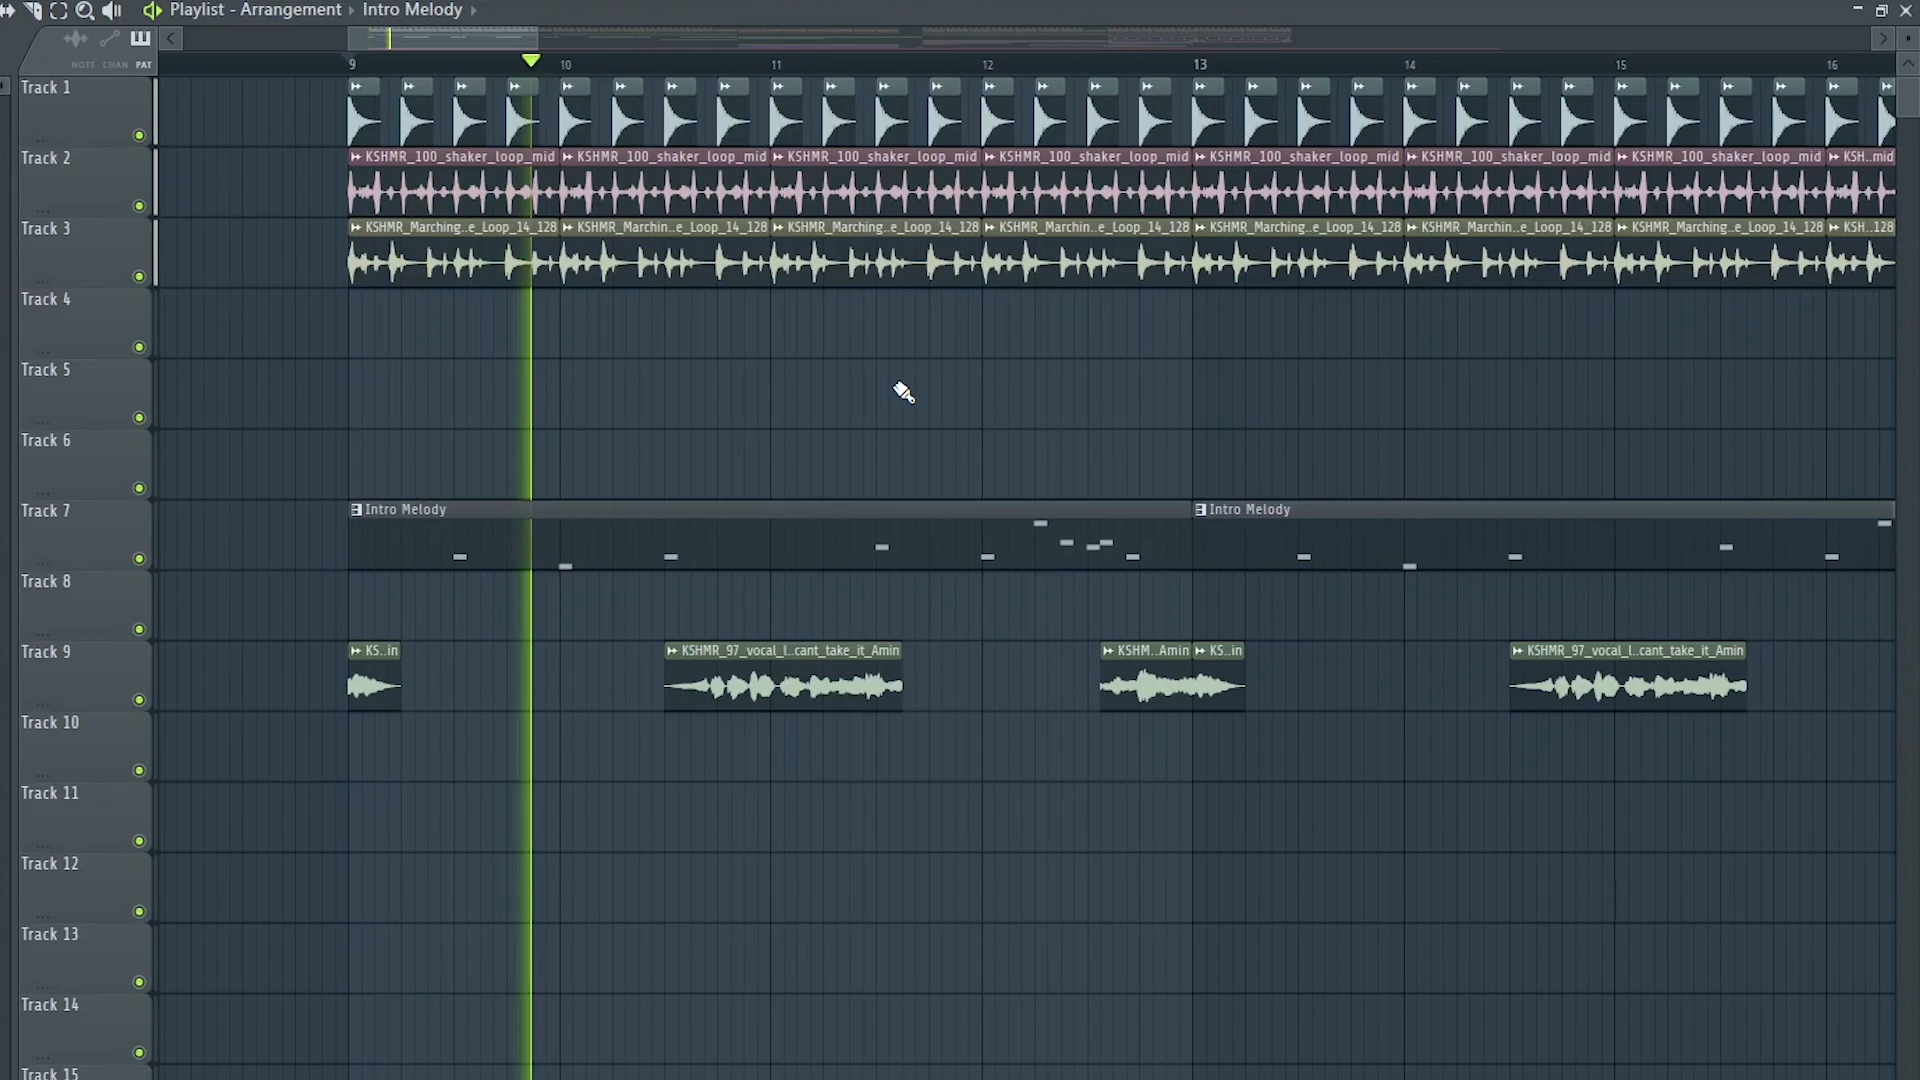 Playlist - Arrangement › Intro Melody ›
NOTE CHAN PAT
9 10 11 12 13 14 15 16
Track 1
Track 2
KSHMR_100_shaker_loop_mid KSHMR_100_shaker_loop_mid KSHMR_100_shaker_loop_mid KSHMR_100_shaker_loop_mid KSHMR_100_shaker_loop_mid KSHMR_100_shaker_loop_mid KSHMR_100_shaker_loop_mid KSH..mid
Track 3
KSHMR_Marching..e_Loop_14_128 KSHMR_Marchin..e_Loop_14_128 KSHMR_Marching..e_Loop_14_128 KSHMR_Marchin..e_Loop_14_128 KSHMR_Marching..e_Loop_14_128 KSHMR_Marchin..e_Loop_14_128 KSHMR_Marching..e_Loop_14_128 KSH..128
Track 4
Track 5
Track 6
Track 7
Intro Melody Intro Melody
Track 8
Track 9
KS..in KSHMR_97_vocal_l..cant_take_it_Amin KSHM..Amin KS..in KSHMR_97_vocal_l..cant_take_it_Amin
Track 10
Track 11
Track 12
Track 13
Track 14
Track 15